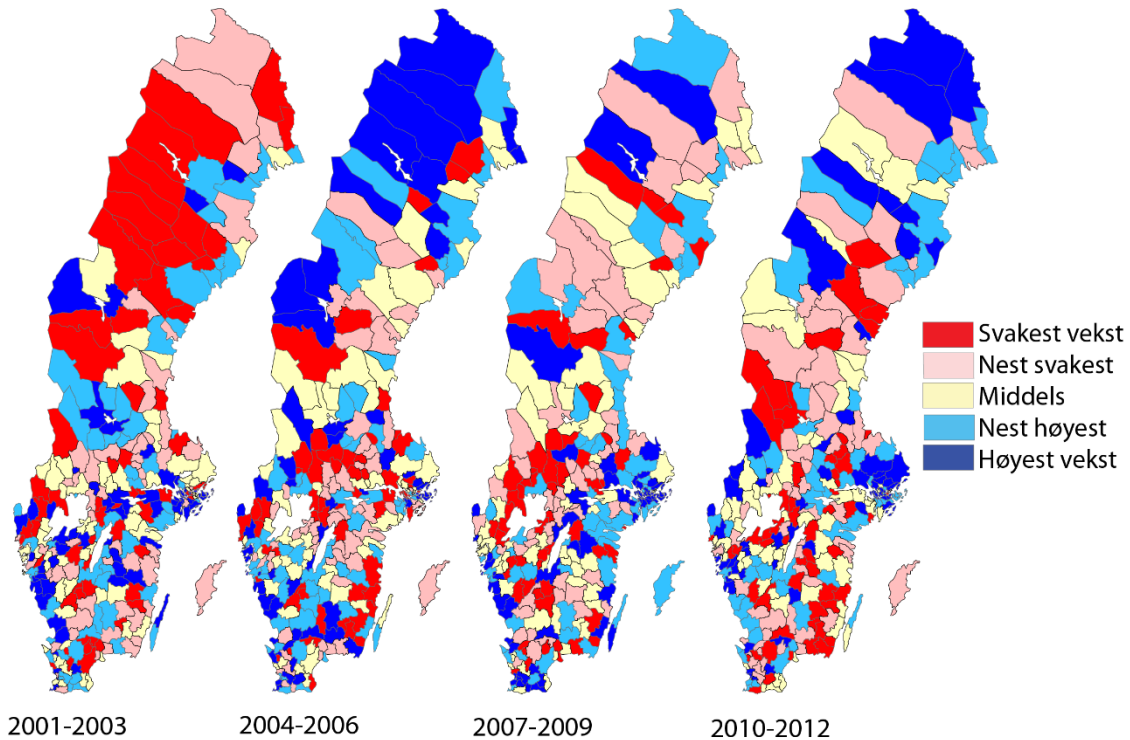 Svakest vekst
Nest svakest
Middels
Nest høyest
Høyest vekst
2001-2003
2004-2006
2007-2009
2010-2012